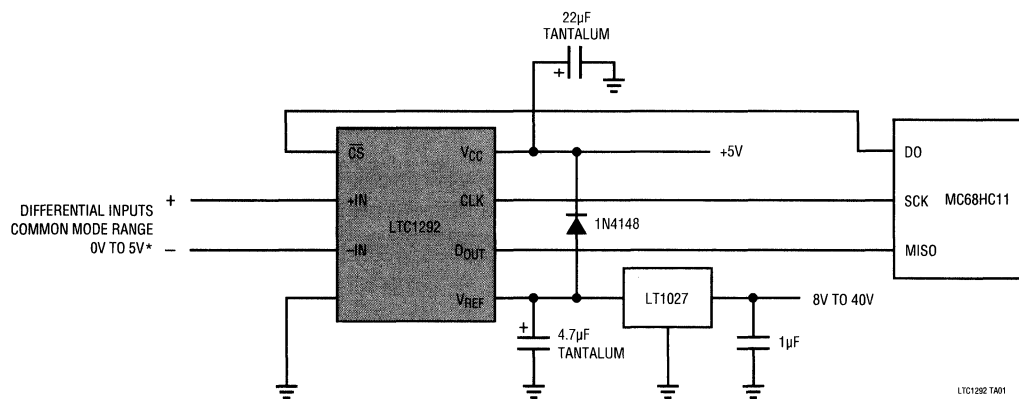 22µF
TANTALUM
+
CS
VCC
+5V
DO
+
+IN
CLK
SCK
MC68HC11
DIFFERENTIAL INPUTS
COMMON MODE RANGE
0V TO 5V*
–
–IN
LTC1292
DOUT
1N4148
MISO
VREF
LT1027
8V TO 40V
+
4.7µF
TANTALUM
1µF
LTC1292 TA01